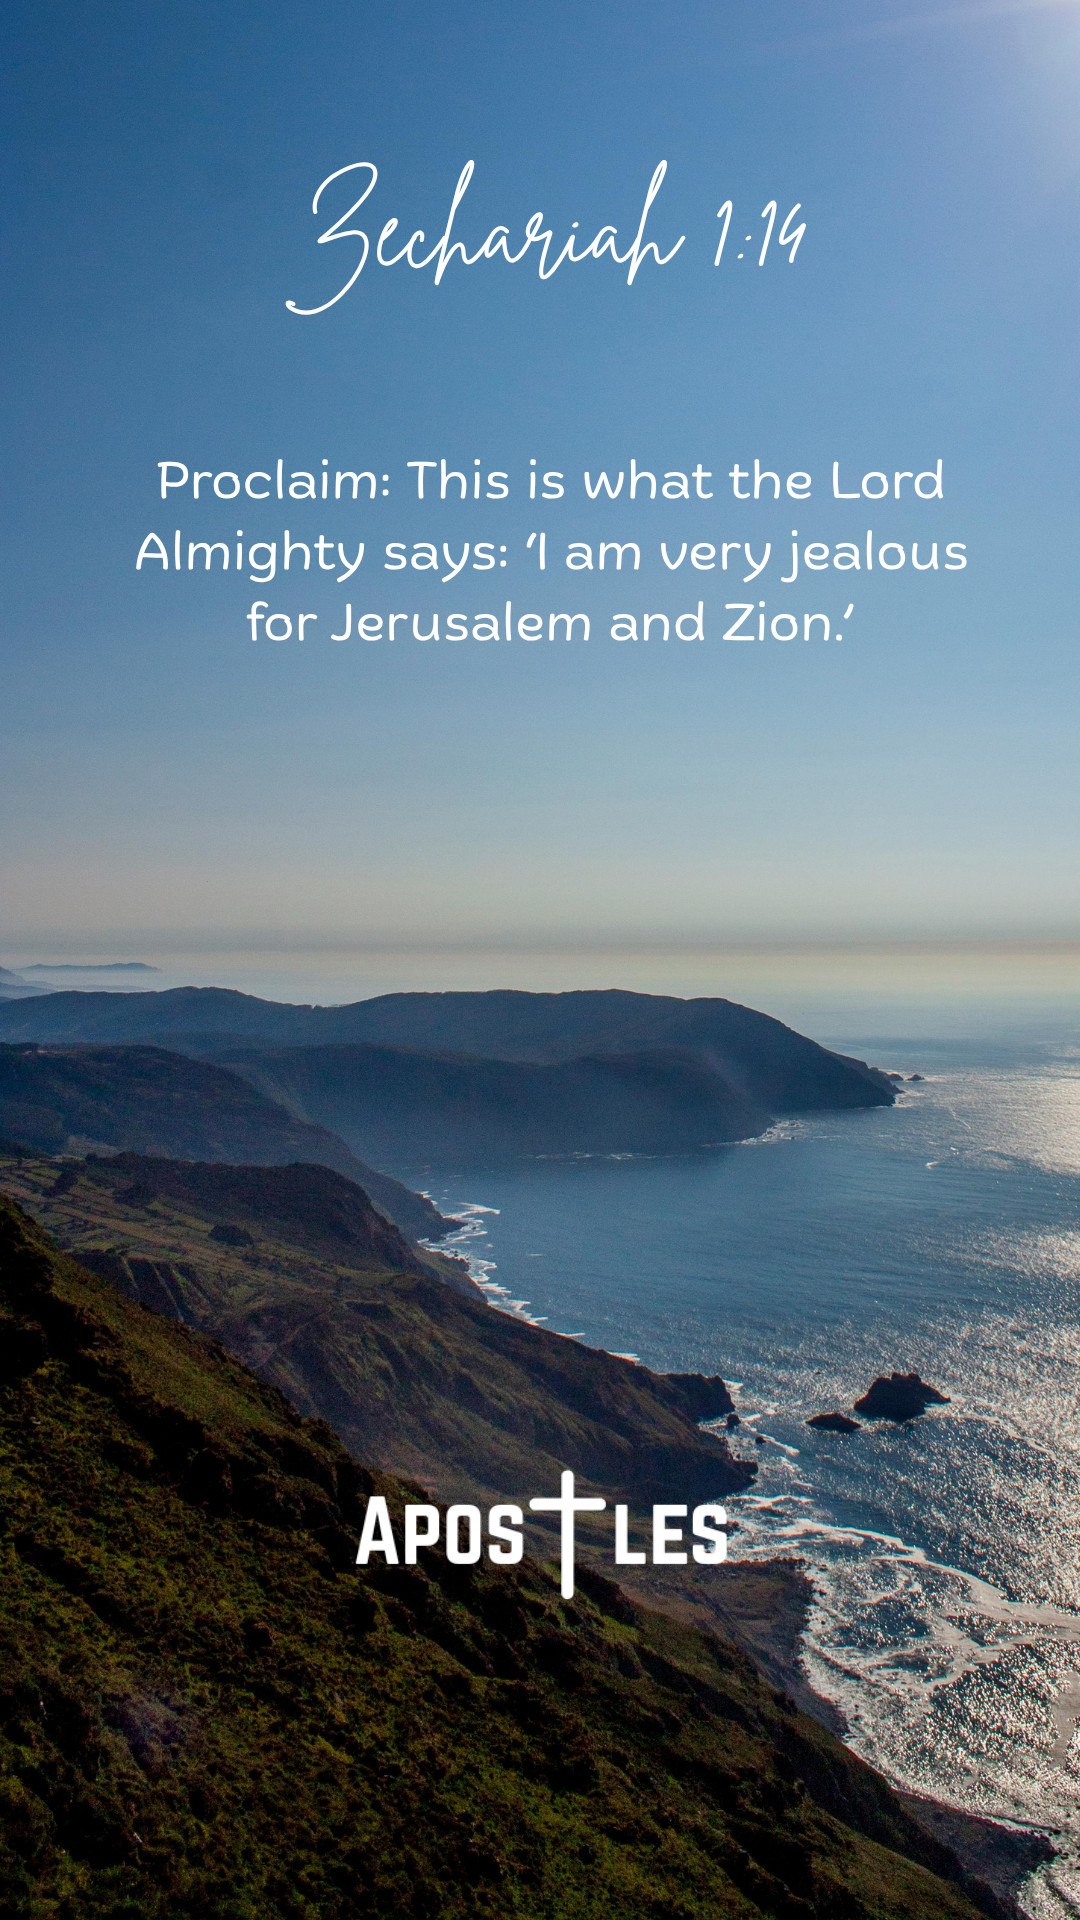 Zechariah 1:14
Proclaim: This is what the Lord
Almighty says: ‘I am very jealous
for Jerusalem and Zion.’
APOSTLES